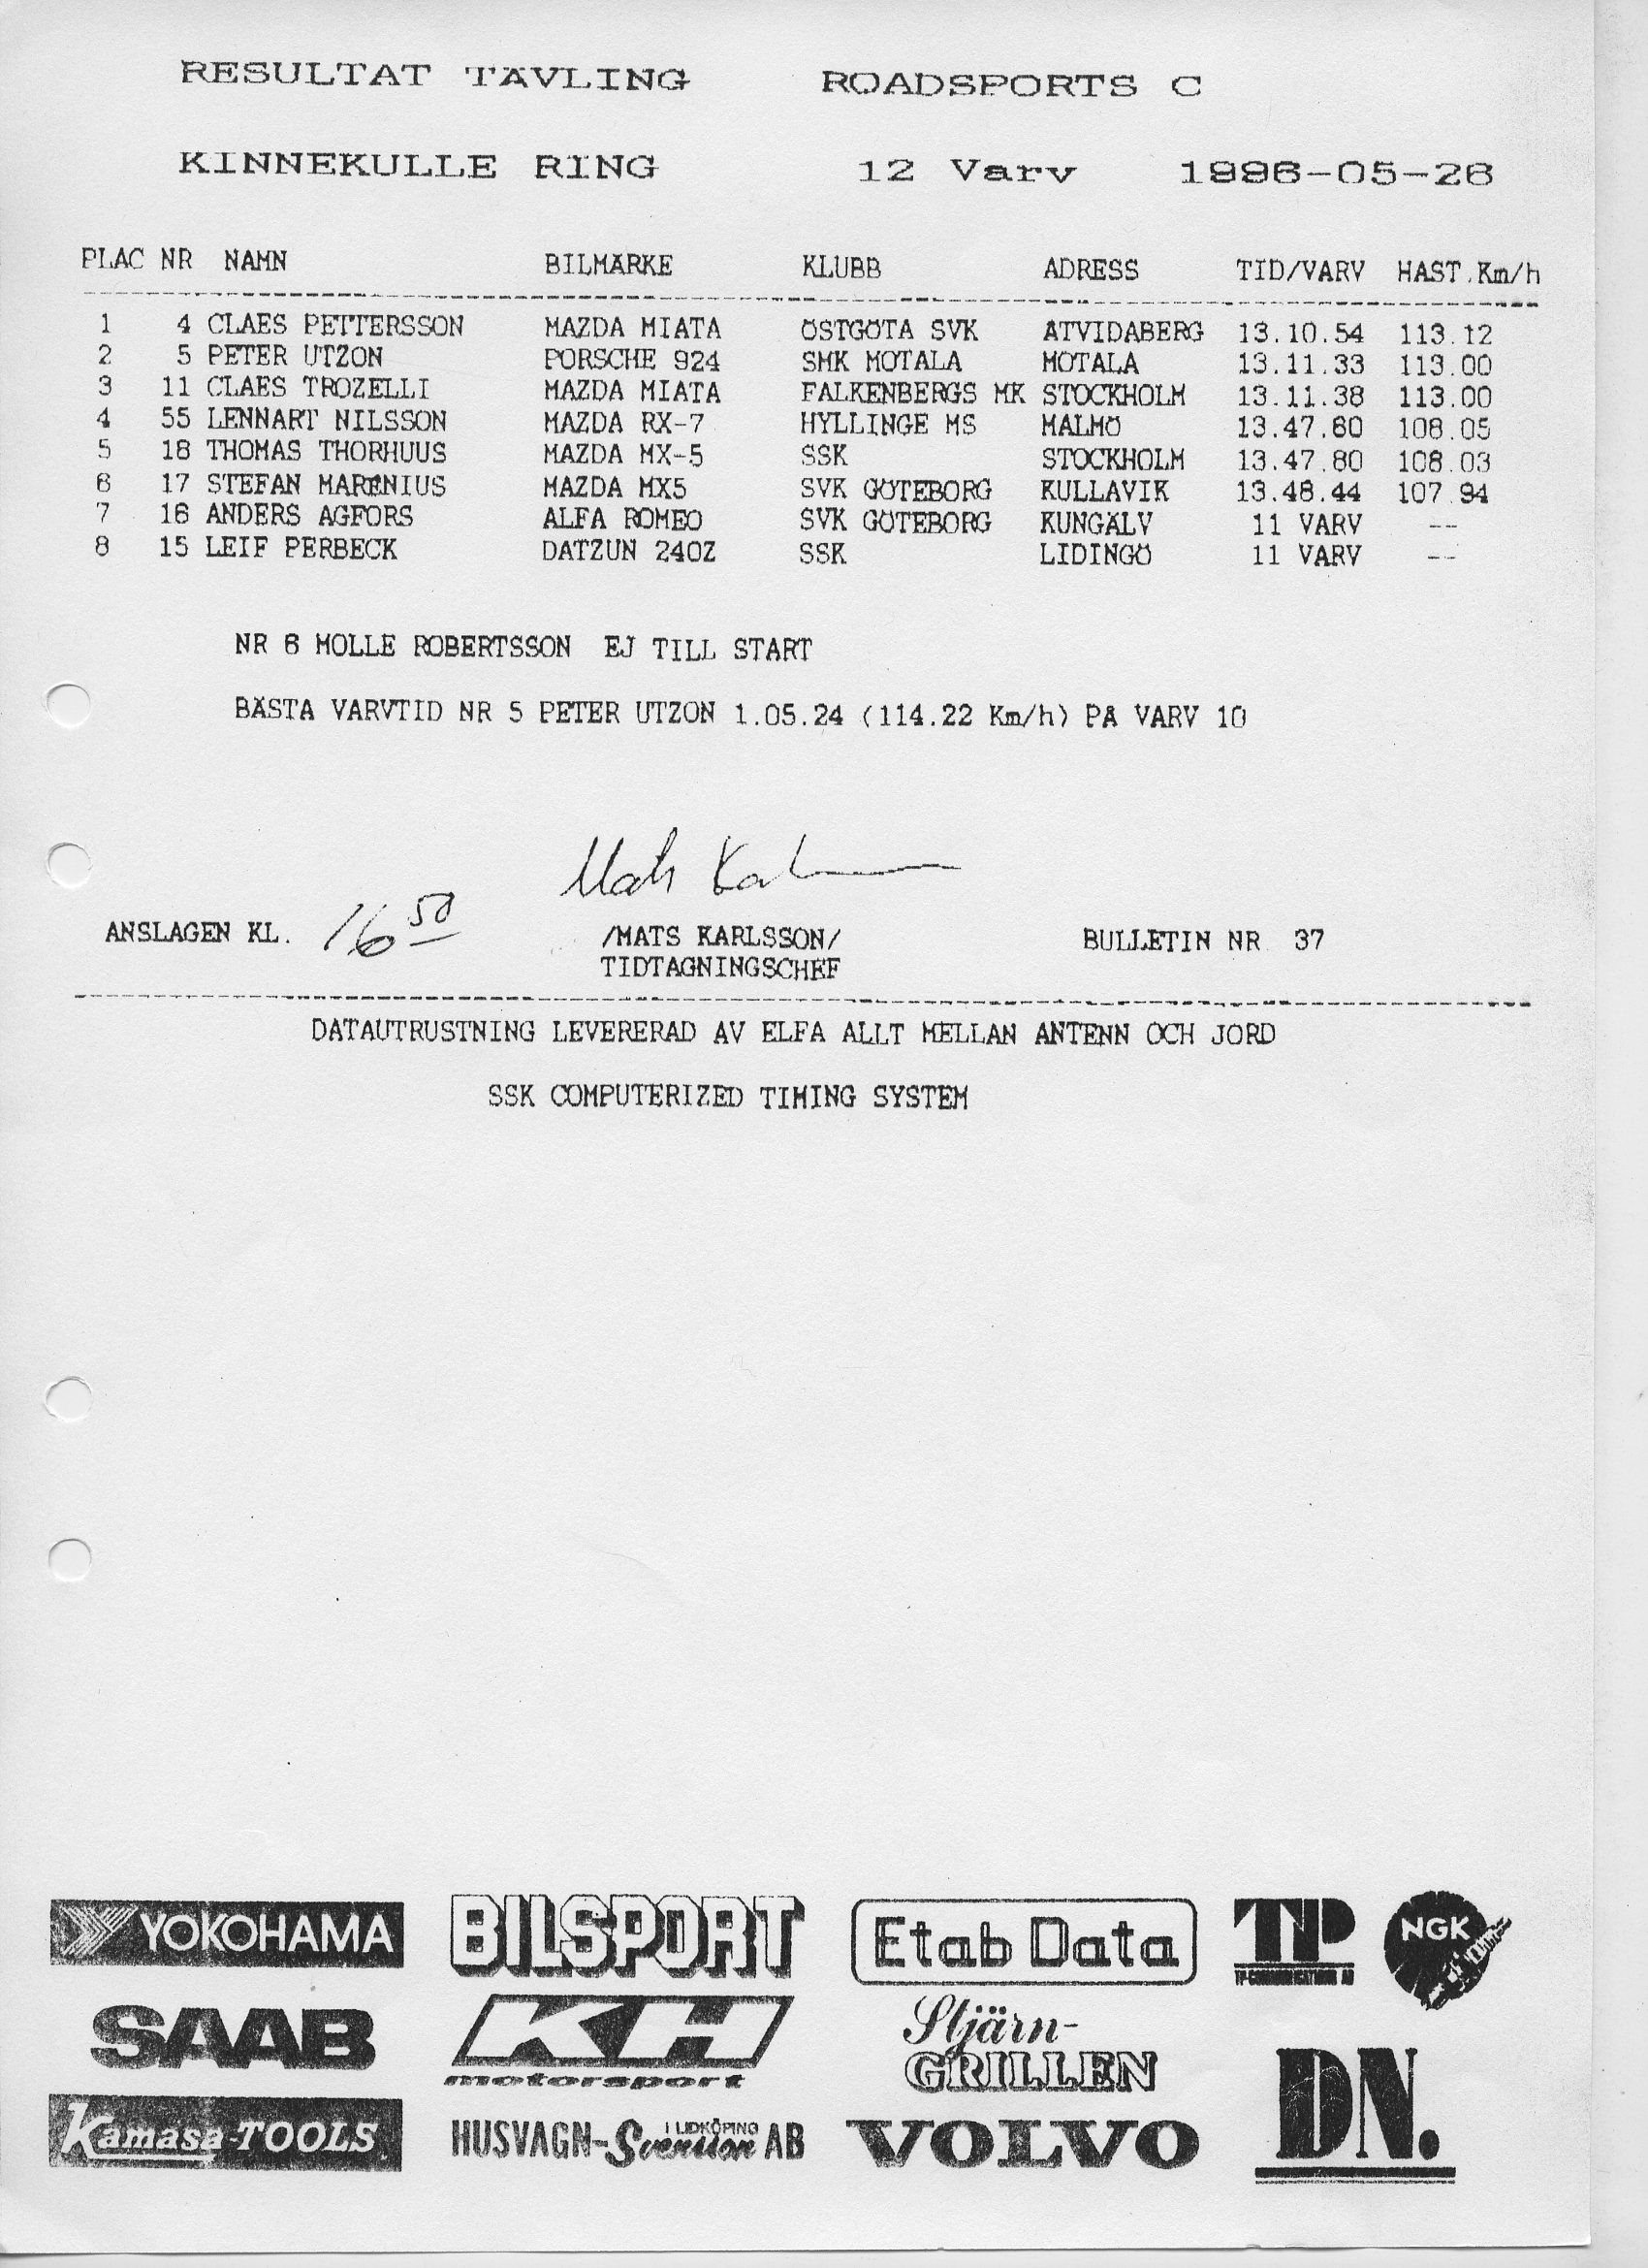 RESULTAT TÄVLING ROADSPORTS C
KINNEKULLE RING 12 Varv 1996-05-26
PLAC NR NAMN BILMÄRKE KLUBB ADRESS TID/VARV HAST.Km/h
1 4 CLAES PETTERSSON MAZDA MIATA ÖSTGÖTA SVK ÅTVIDABERG 13.10.54 113.12
2 5 PETER UTZON PORSCHE 924 SMK MOTALA MOTALA 13.11.33 113.00
3 11 CLAES TROZELLI MAZDA MIATA FALKENBERGS MK STOCKHOLM 13.11.38 113.00
4 55 LENNART NILSSON MAZDA RX-7 HYLLINGE MS MALMÖ 13.47.60 108.05
5 18 THOMAS THORHUUS MAZDA MX-5 SSK STOCKHOLM 13.47.80 108.03
6 17 STEFAN MARENIUS MAZDA MX5 SVK GÖTEBORG KULLAVIK 13.48.44 107.94
7 16 ANDERS AGFORS ALFA ROMEO SVK GÖTEBORG KUNGÄLV 11 VARV --
8 15 LEIF PERBECK DATZUN 240Z SSK LIDINGÖ 11 VARV --
NR 6 MOLLE ROBERTSSON EJ TILL START
BÄSTA VARVTID NR 5 PETER UTZON 1.05.24 (114.22 Km/h) PÅ VARV 10
Mats Karlsson
ANSLAGEN KL. 16 50 /MATS KARLSSON/ BULLETIN NR 37
TIDTAGNINGSCHEF
DATAUTRUSTNING LEVERERAD AV ELFA ALLT MELLAN ANTENN OCH JORD
SSK COMPUTERIZED TIMING SYSTEM
YOKOHAMA BILSPORT Etab Data TP NGK
TP-COMMUNICATIONS AB
SAAB KH motorsport Stjärn-GRILLEN DN.
Kamasa-TOOLS HUSVAGN-Svensson I LIDKÖPING AB VOLVO